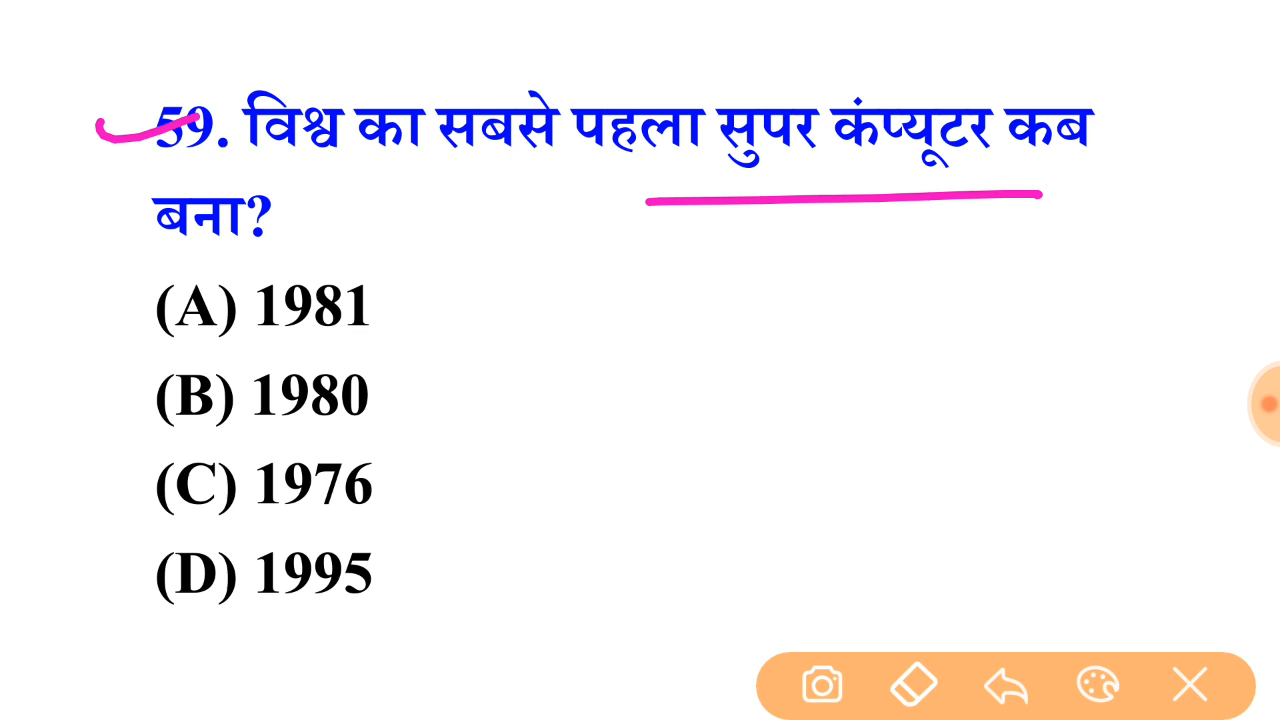 59. विश्व का सबसे पहला सुपर कंप्यूटर कब
बना?
(A) 1981
(B) 1980
(C) 1976
(D) 1995